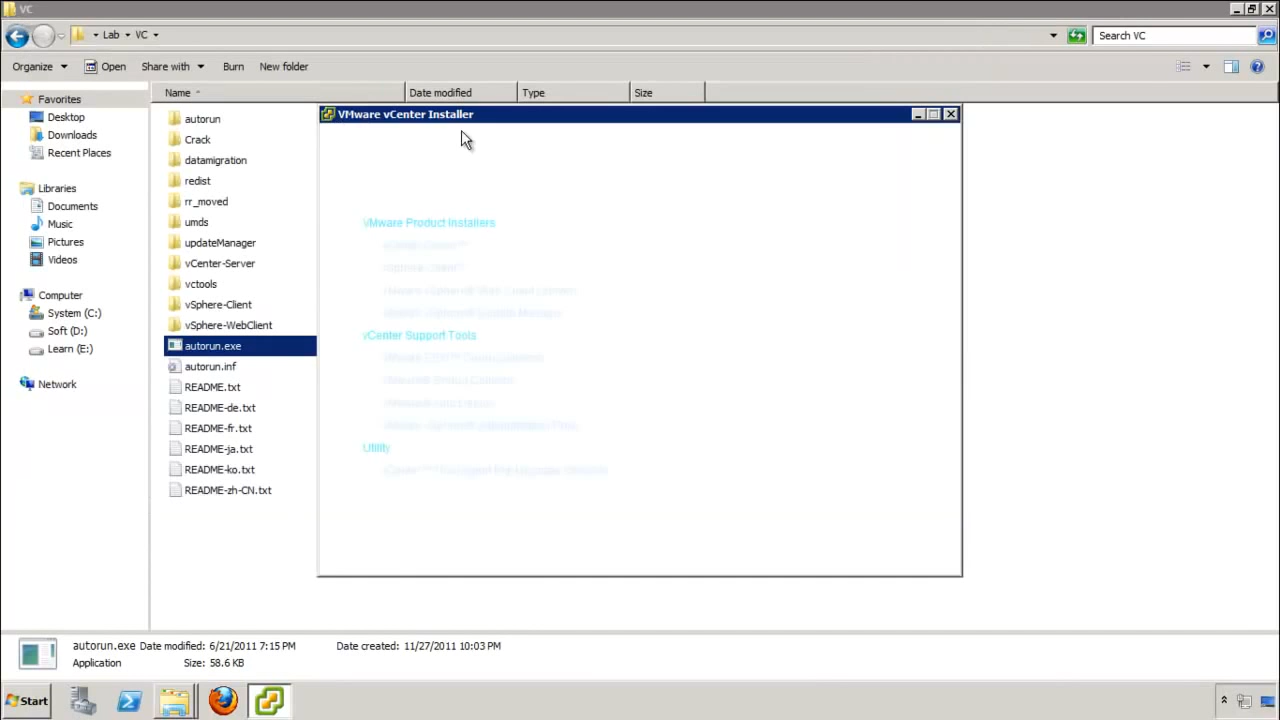 VC
Lab
VC
Search VC
Organize
Open
Share with
Burn
New folder
Name
Date modified
Type
Size
Favorites
Desktop
Downloads
Recent Places
Libraries
Documents
Music
Pictures
Videos
Computer
System (C:)
Soft (D:)
Learn (E:)
Network
autorun
Crack
datamigration
redist
rr_moved
umds
updateManager
vCenter-Server
vctools
vSphere-Client
vSphere-WebClient
autorun.exe
autorun.inf
README.txt
README-de.txt
README-fr.txt
README-ja.txt
README-ko.txt
README-zh-CN.txt
VMware vCenter Installer
VMware Product Installers
vCenter Server™
vSphere Client™
vCenter Support Tools
Utility
autorun.exe Date modified: 6/21/2011 7:15 PM Date created: 11/27/2011 10:03 PM
Application Size: 58.6 KB
Start